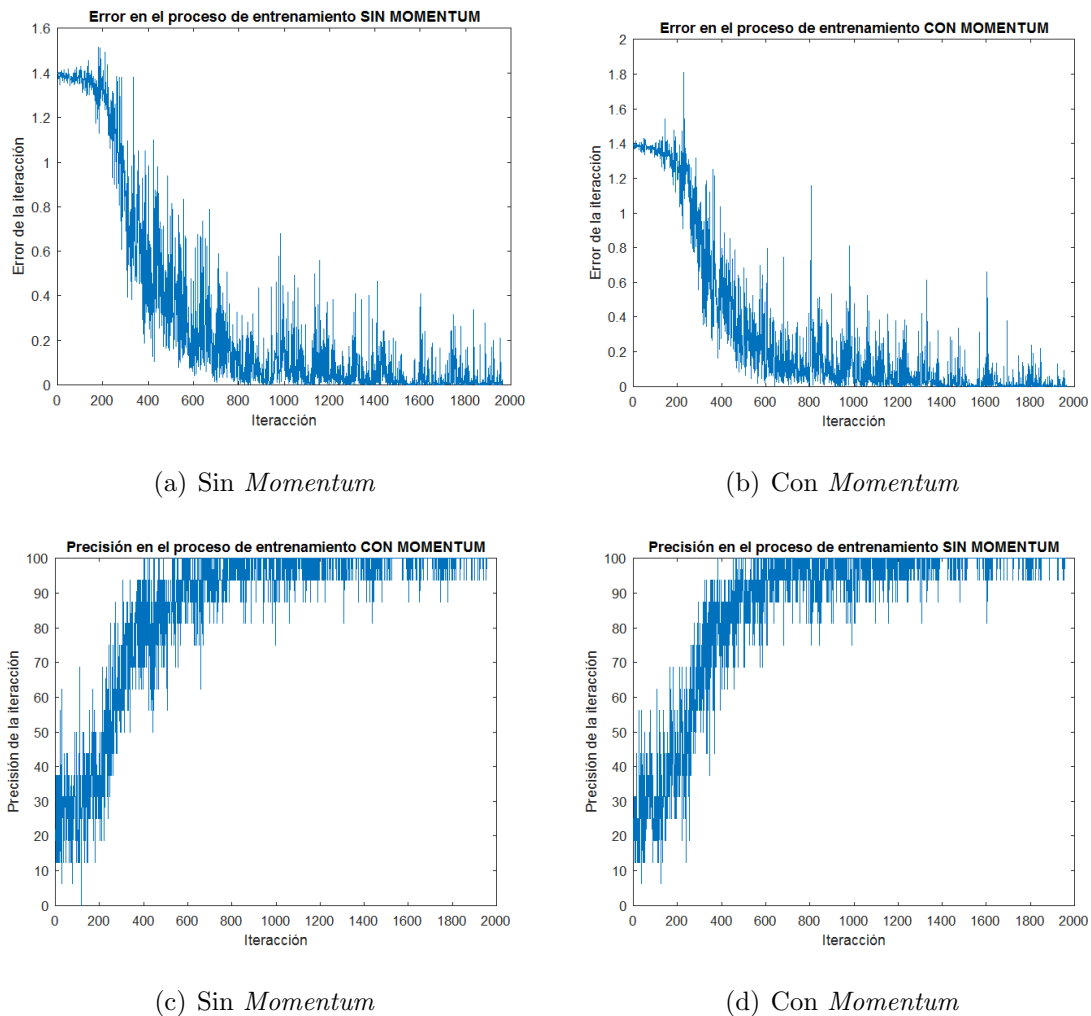 Error en el proceso de entrenamiento SIN MOMENTUM
1.6
1.4
1.2
1
0.8
0.6
0.4
0.2
0
Error de la iteracción
0 200 400 600 800 1000 1200 1400 1600 1800 2000
Iteracción
(a) Sin Momentum
Error en el proceso de entrenamiento CON MOMENTUM
2
1.8
1.6
1.4
1.2
1
0.8
0.6
0.4
0.2
0
Error de la iteracción
0 200 400 600 800 1000 1200 1400 1600 1800 2000
Iteracción
(b) Con Momentum
Precisión en el proceso de entrenamiento CON MOMENTUM
100
90
80
70
60
50
40
30
20
10
0
Precisión de la iteracción
0 200 400 600 800 1000 1200 1400 1600 1800 2000
Iteracción
(c) Sin Momentum
Precisión en el proceso de entrenamiento SIN MOMENTUM
100
90
80
70
60
50
40
30
20
10
0
Precisión de la iteracción
0 200 400 600 800 1000 1200 1400 1600 1800 2000
Iteracción
(d) Con Momentum